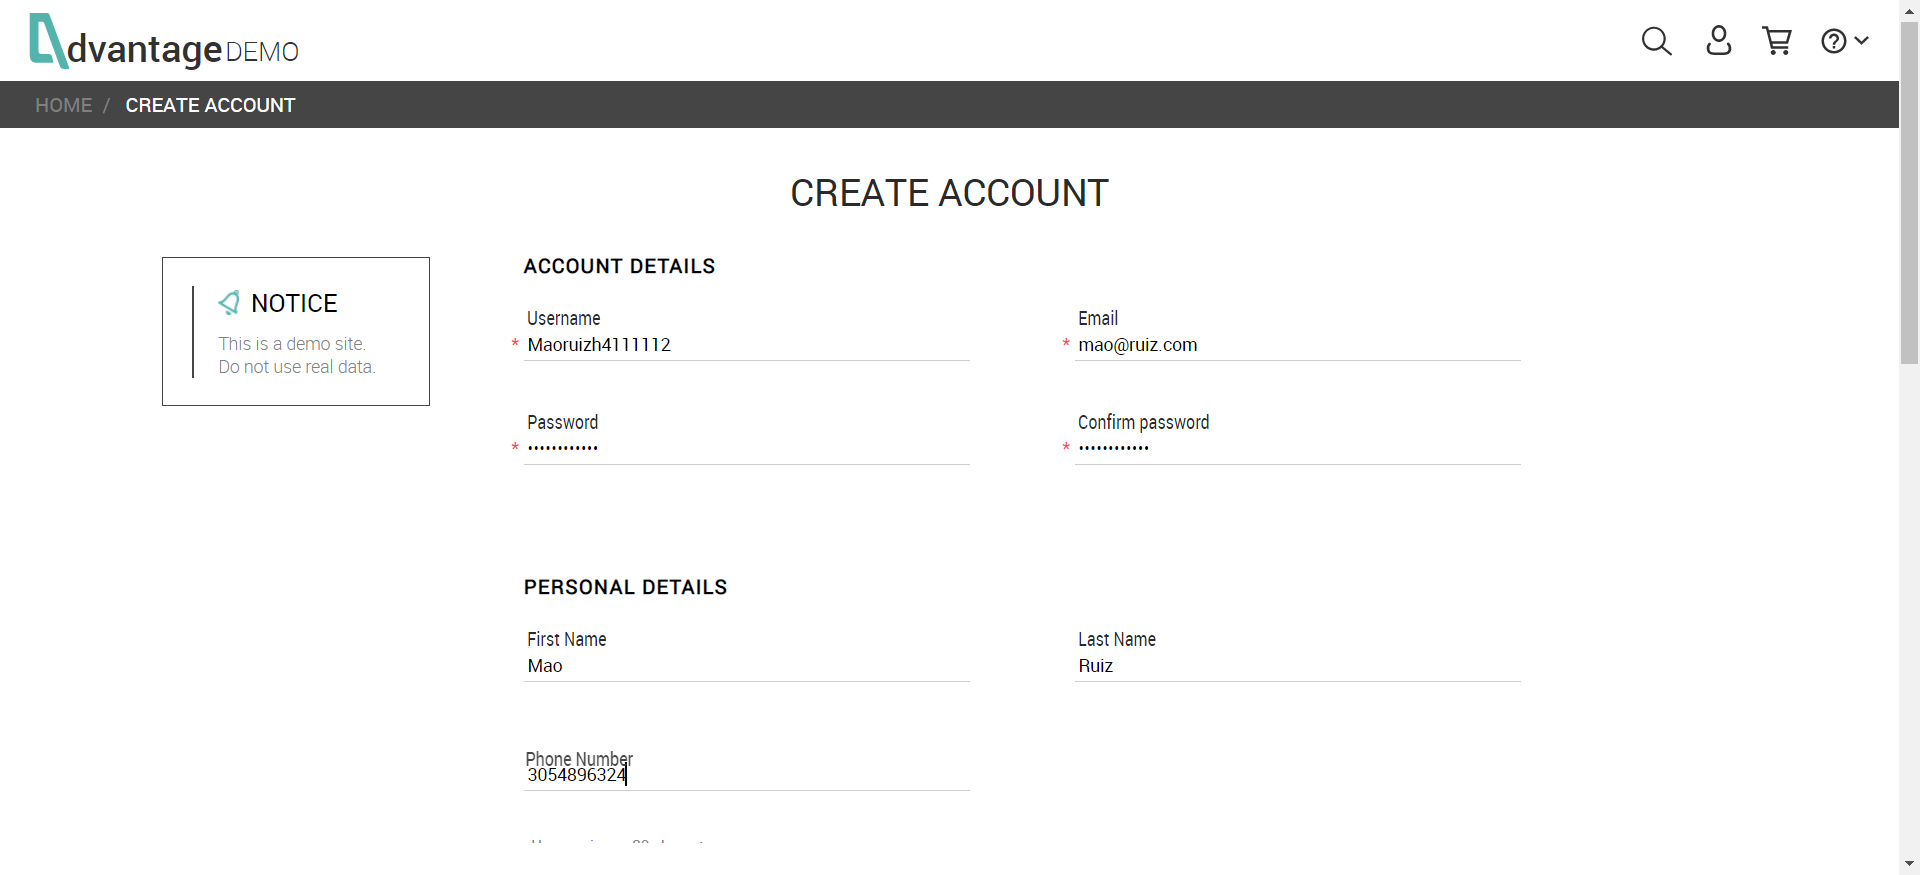 dvantage DEMO
HOME / CREATE ACCOUNT
CREATE ACCOUNT
NOTICE
This is a demo site.
Do not use real data.
ACCOUNT DETAILS
Username
Email
* Maoruizh4111112
* mao@ruiz.com
Password
Confirm password
* ••••••••••••
* ••••••••••••
PERSONAL DETAILS
First Name
Last Name
Mao
Ruiz
Phone Number
3054896324